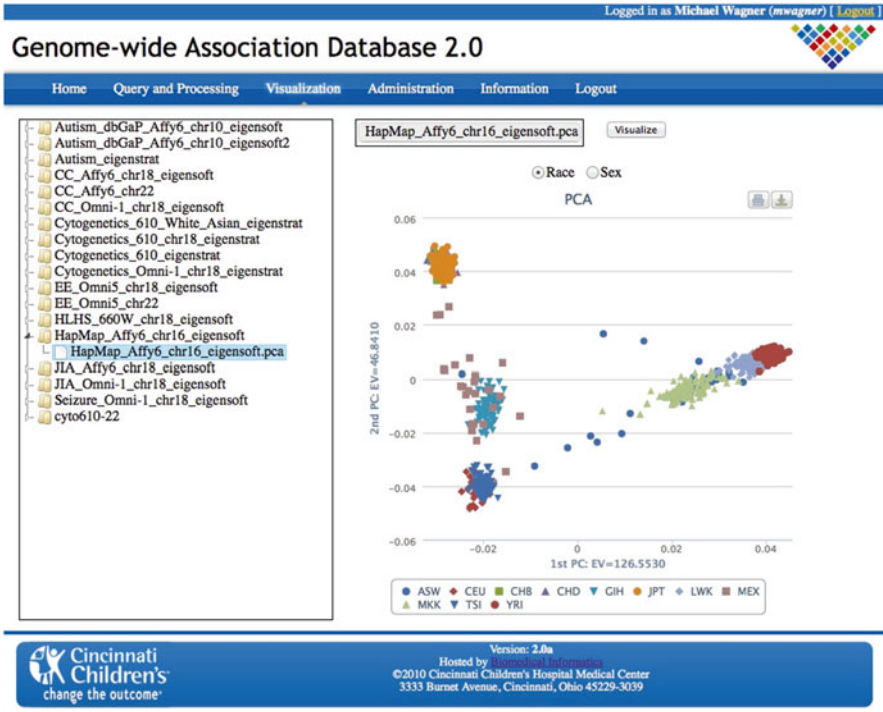 Logged in as Michael Wagner (mwagner) [ Logout ]
Genome-wide Association Database 2.0
Home Query and Processing Visualization Administration Information Logout
Autism_dbGaP_Affy6_chr10_eigensoft
Autism_dbGaP_Affy6_chr10_eigensoft2
Autism_eigenstrat
CC_Affy6_chr18_eigensoft
CC_Affy6_chr22
CC_Omni-1_chr18_eigensoft
Cytogenetics_610_White_Asian_eigenstrat
Cytogenetics_610_chr18_eigenstrat
Cytogenetics_610_eigenstrat
Cytogenetics_Omni-1_chr18_eigenstrat
EE_Omni5_chr18_eigensoft
EE_Omni5_chr22
HLHS_660W_chr18_eigensoft
HapMap_Affy6_chr16_eigensoft
HapMap_Affy6_chr16_eigensoft.pca
JIA_Affy6_chr18_eigensoft
JIA_Omni-1_chr18_eigensoft
Seizure_Omni-1_chr18_eigensoft
cyto610-22
HapMap_Affy6_chr16_eigensoft.pca Visualize
Race Sex
PCA
0.06
0.04
0.02
0
-0.02
-0.04
-0.06
2nd PC: EV=46.8410
-0.02 0 0.02 0.04
1st PC: EV=126.5530
ASW CEU CHB CHD GIH JPT LWK MEX
MKK TSI YRI
Cincinnati
Children's
change the outcome
Version: 2.0a
Hosted by Biomedical Informatics
©2010 Cincinnati Children's Hospital Medical Center
3333 Burnet Avenue, Cincinnati, Ohio 45229-3039